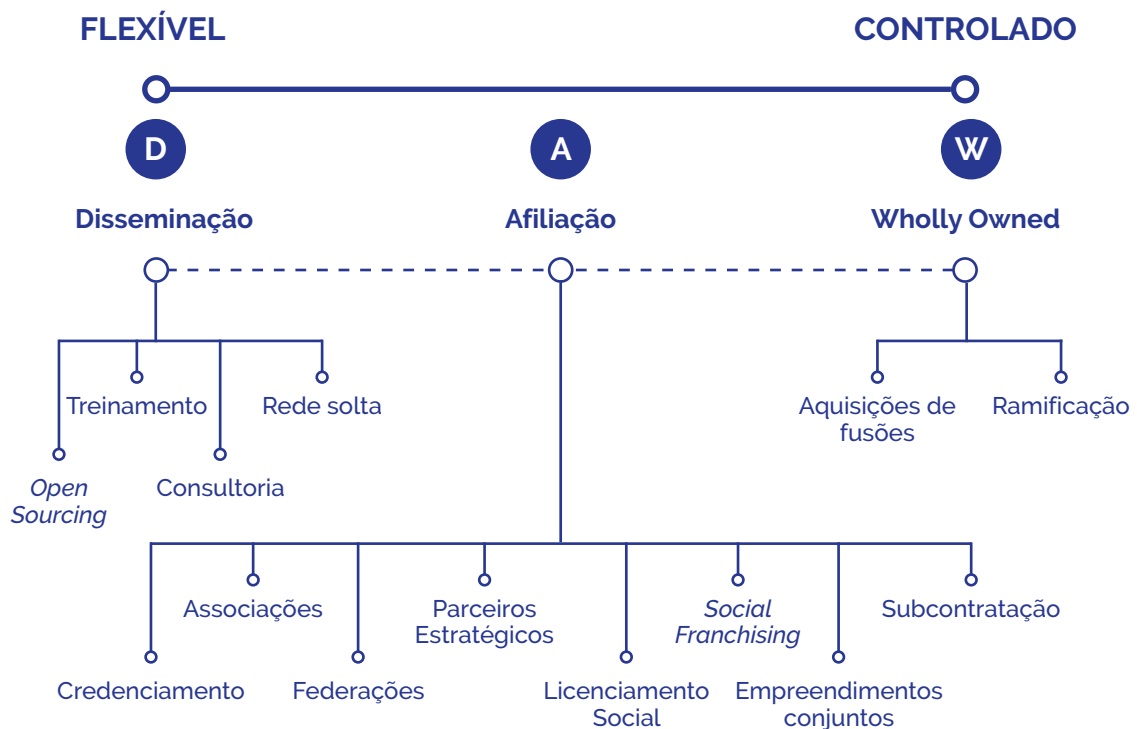 FLEXÍVEL
CONTROLADO
D
A
W
Disseminação
Afiliação
Wholly Owned
Treinamento
Rede solta
Aquisições de
fusões
Ramificação
Open
Sourcing
Consultoria
Associações
Parceiros
Estratégicos
Social
Franchising
Subcontratação
Credenciamento
Federações
Licenciamento
Social
Empreendimentos
conjuntos